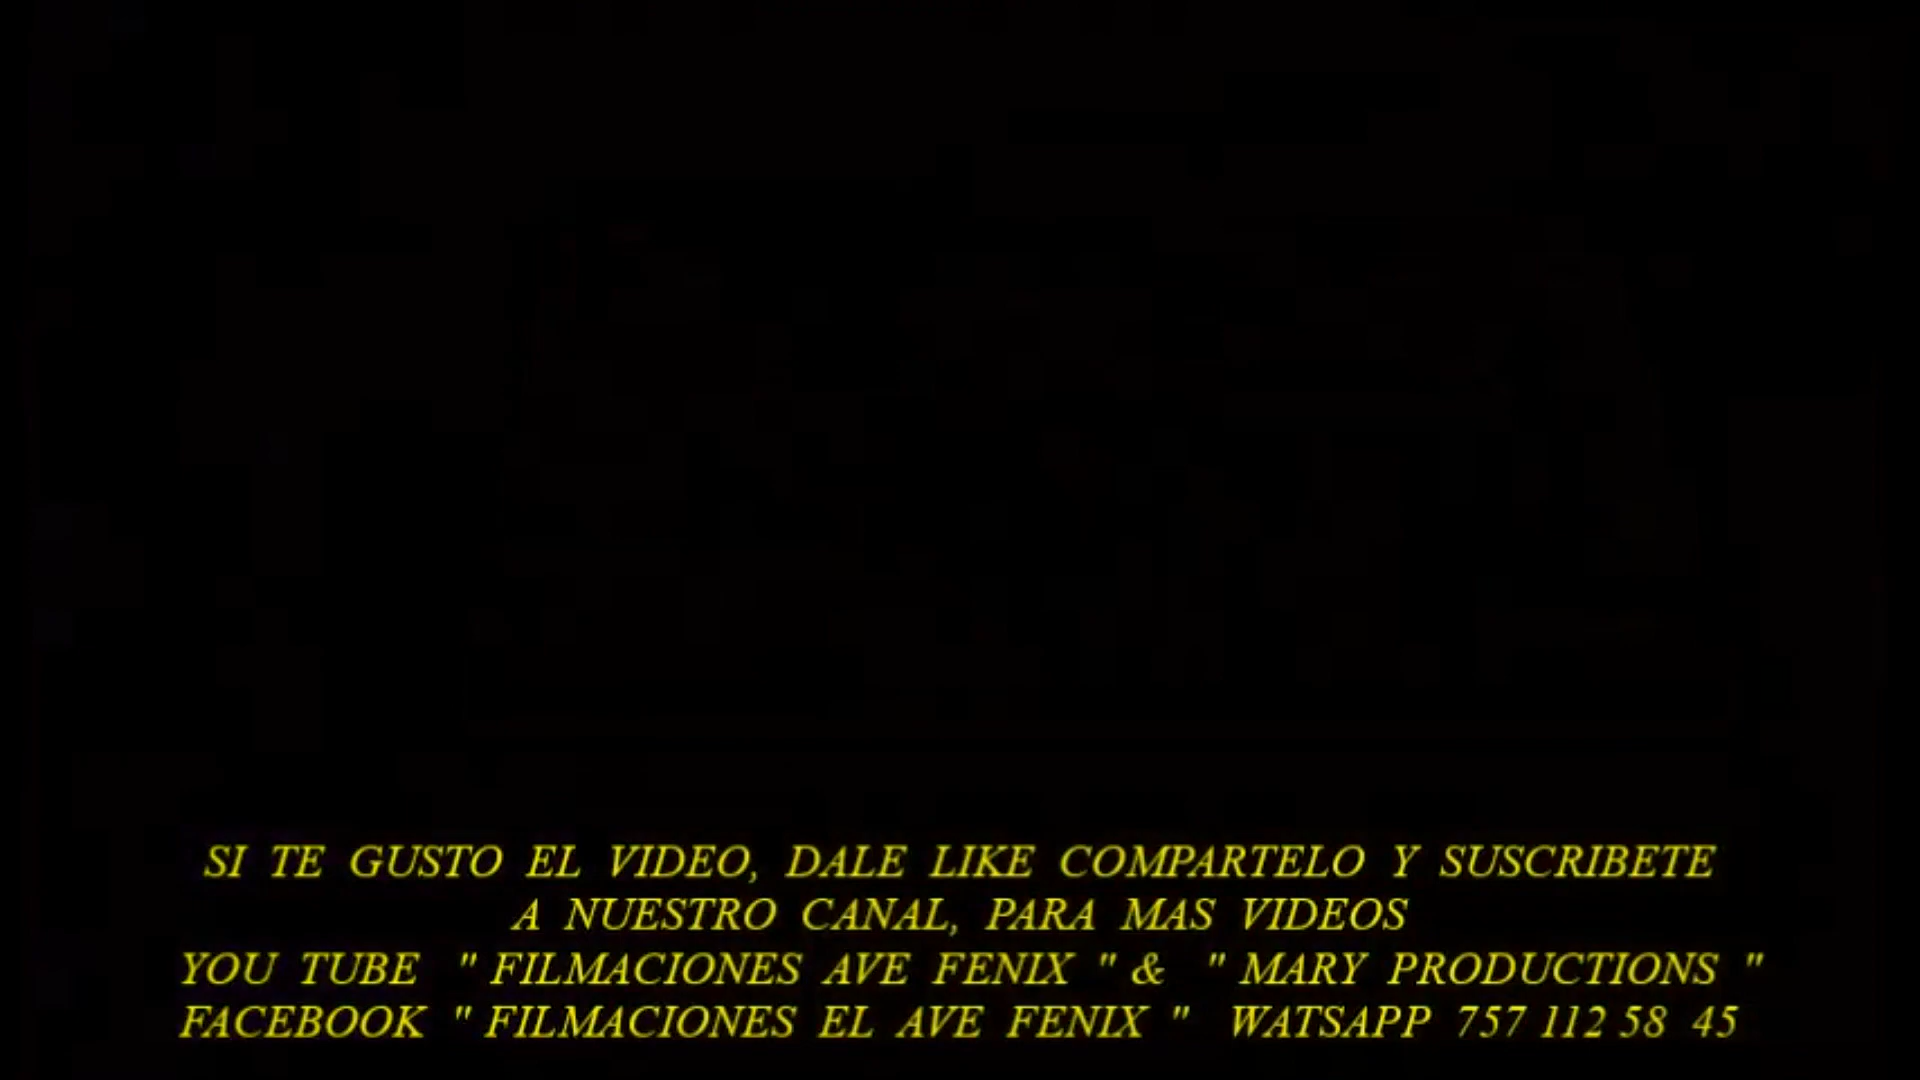 SI TE GUSTO EL VIDEO, DALE LIKE COMPARTELO Y SUSCRIBETE
A NUESTRO CANAL, PARA MAS VIDEOS
YOU TUBE " FILMACIONES AVE FENIX " & " MARY PRODUCTIONS "
FACEBOOK " FILMACIONES EL AVE FENIX " WATSAPP 757 112 58 45